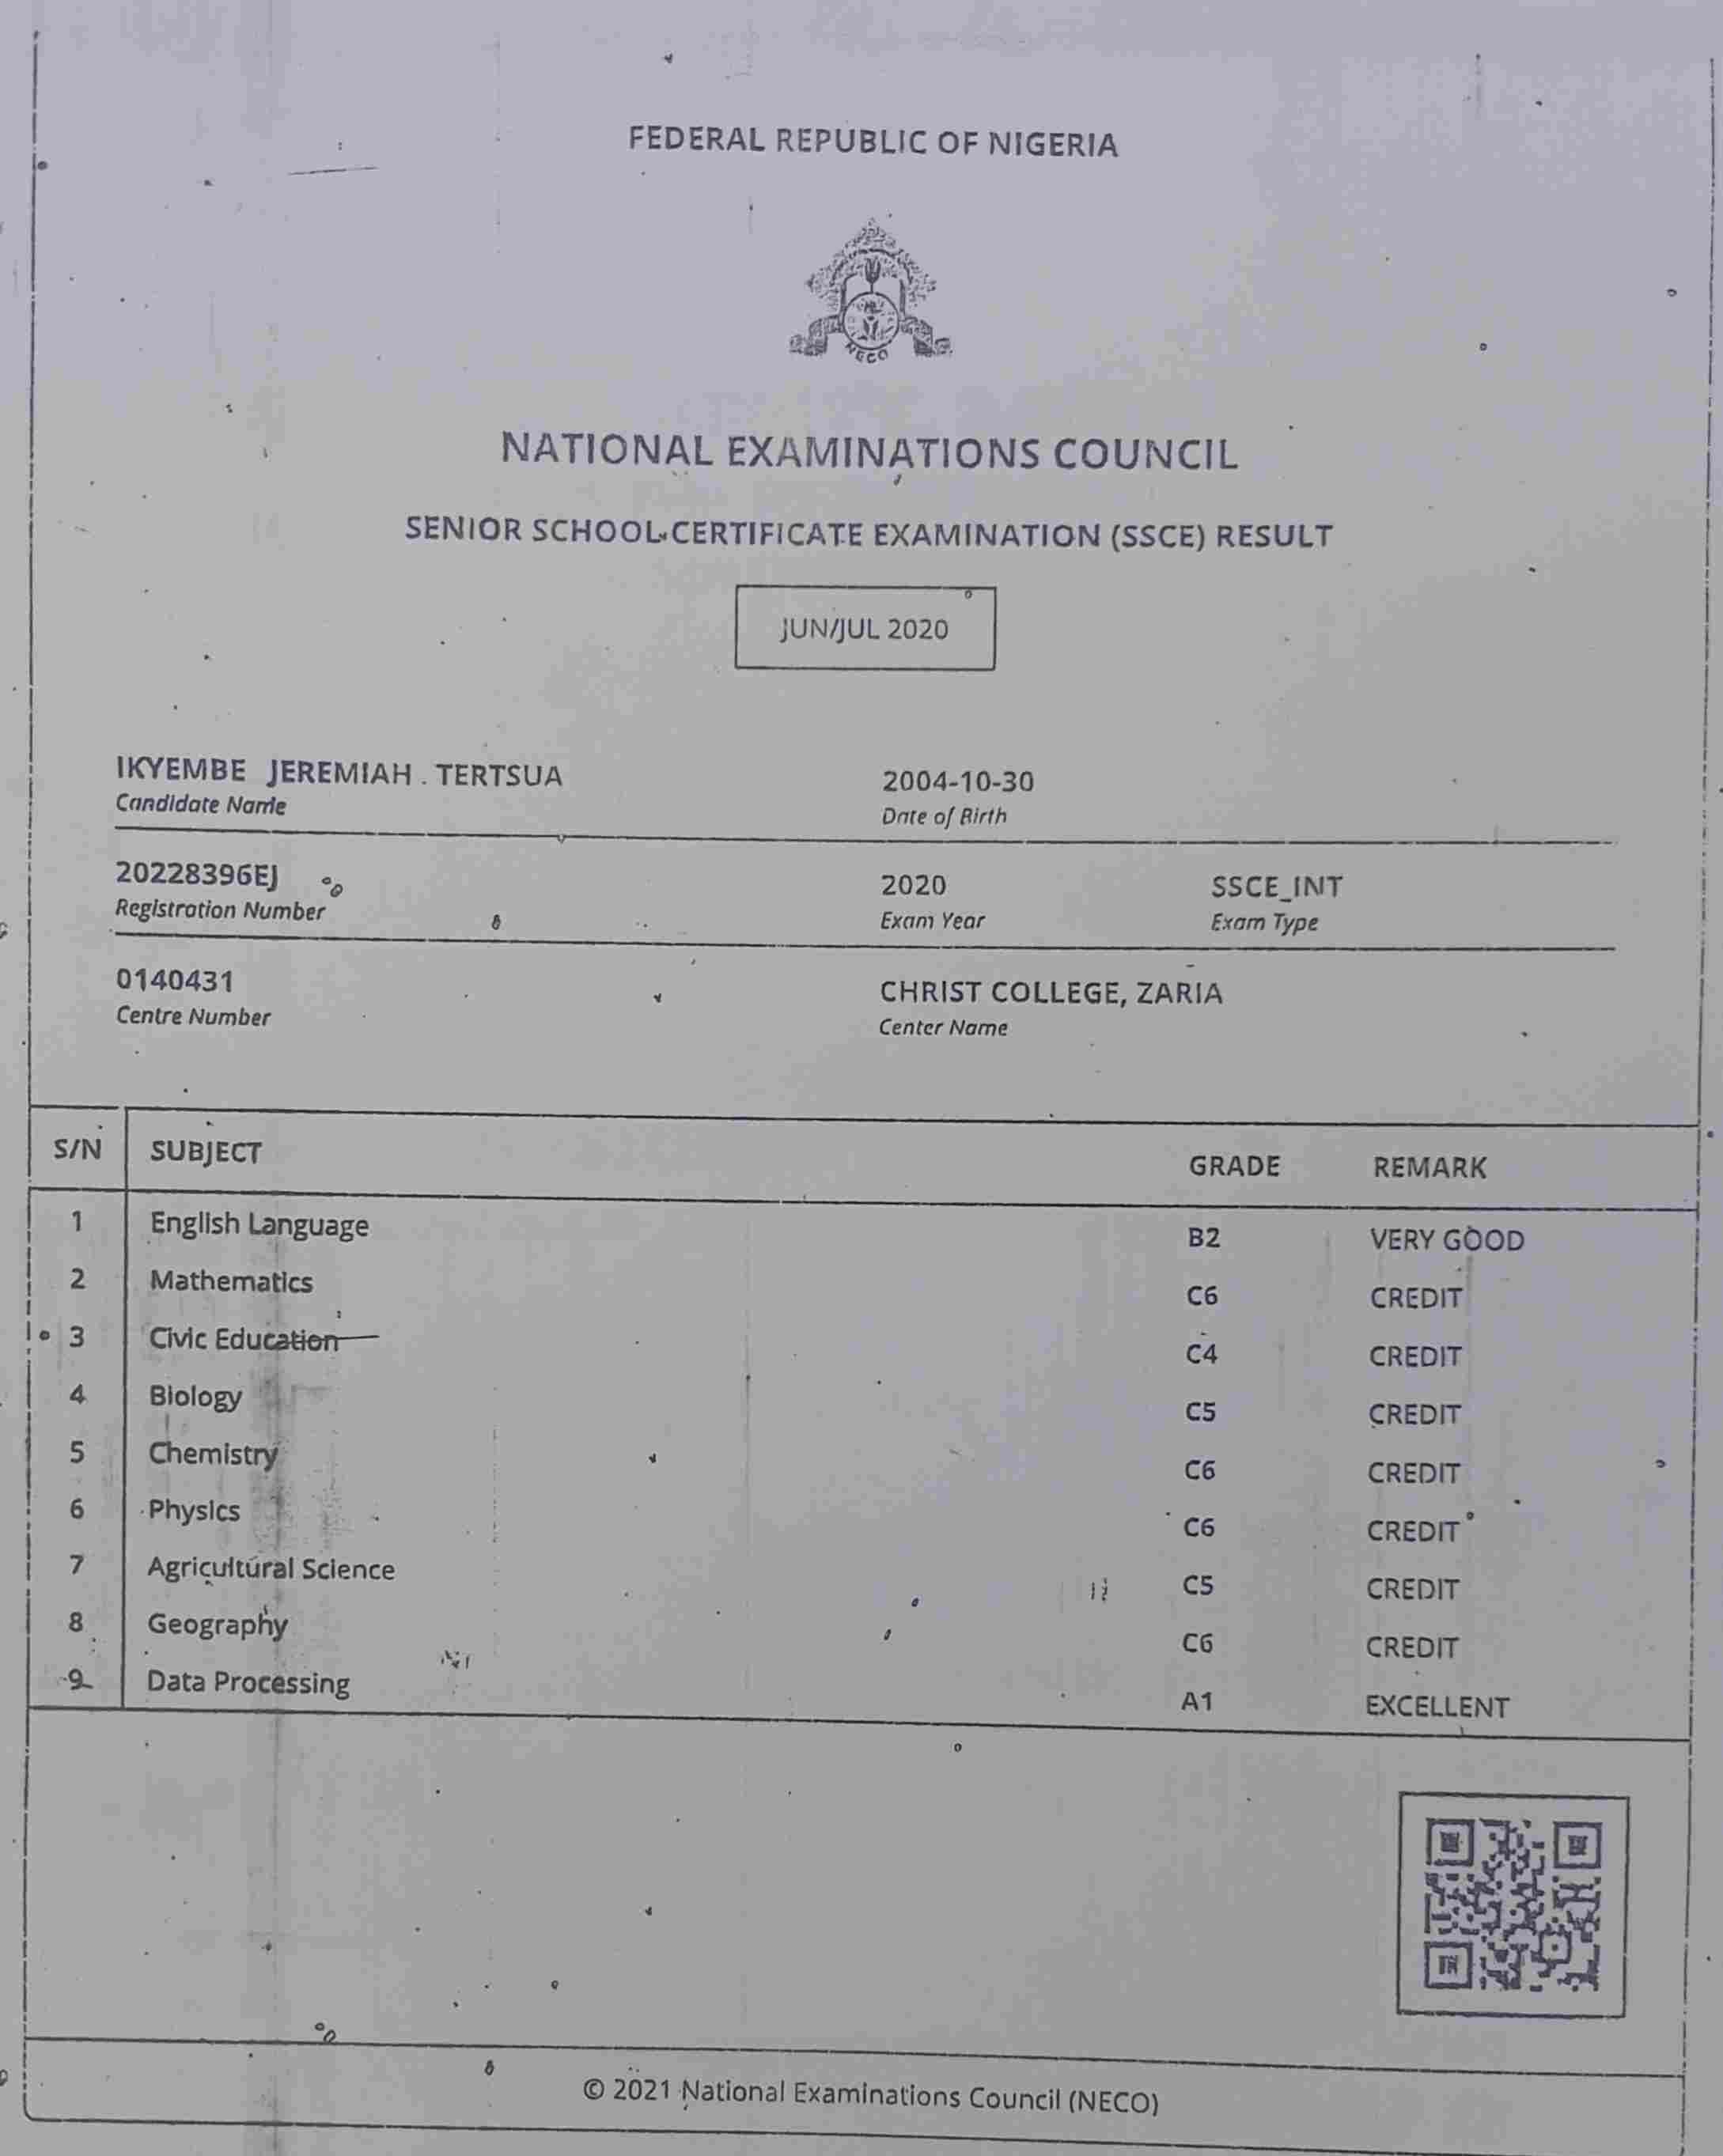 FEDERAL REPUBLIC OF NIGERIA
NECO
NATIONAL EXAMINATIONS COUNCIL
SENIOR SCHOOL CERTIFICATE EXAMINATION (SSCE) RESULT
JUN/JUL 2020
IKYEMBE JEREMIAH TERTSUA 2004-10-30
Candidate Name Date of Birth
20228396EJ 2020 SSCE_INT
Registration Number Exam Year Exam Type
0140431 CHRIST COLLEGE, ZARIA
Centre Number Center Name
S/N SUBJECT GRADE REMARK
1 English Language B2 VERY GOOD
2 Mathematics C6 CREDIT
3 Civic Education C4 CREDIT
4 Biology C5 CREDIT
5 Chemistry C6 CREDIT
6 Physics C6 CREDIT
7 Agricultural Science C5 CREDIT
8 Geography C6 CREDIT
9 Data Processing A1 EXCELLENT
© 2021 National Examinations Council (NECO)